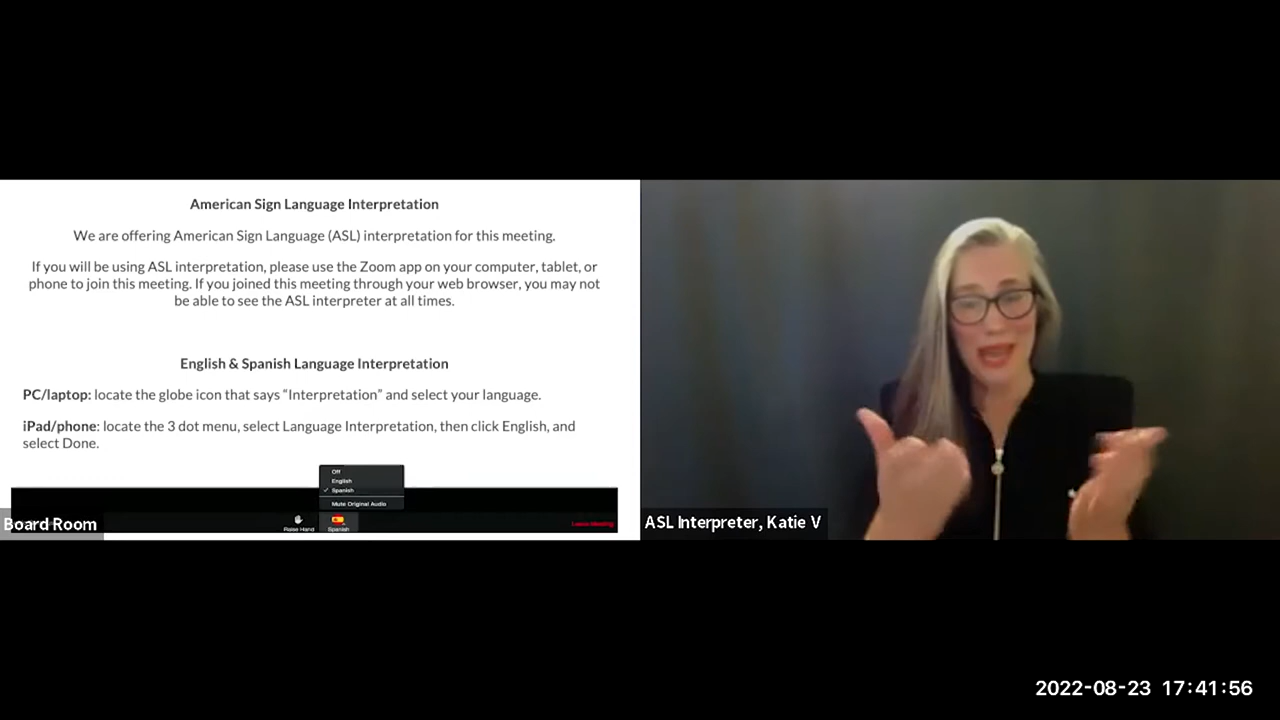 American Sign Language Interpretation
We are offering American Sign Language (ASL) interpretation for this meeting.
If you will be using ASL interpretation, please use the Zoom app on your computer, tablet, or
phone to join this meeting. If you joined this meeting through your web browser, you may not
be able to see the ASL interpreter at all times.
English & Spanish Language Interpretation
PC/laptop: locate the globe icon that says “Interpretation” and select your language.
iPad/phone: locate the 3 dot menu, select Language Interpretation, then click English, and
select Done.
Off
English
✓ Spanish
Mute Original Audio
Raise Hand
Spanish
Leave Meeting
Board Room
ASL Interpreter, Katie V
2022-08-23 17:41:56